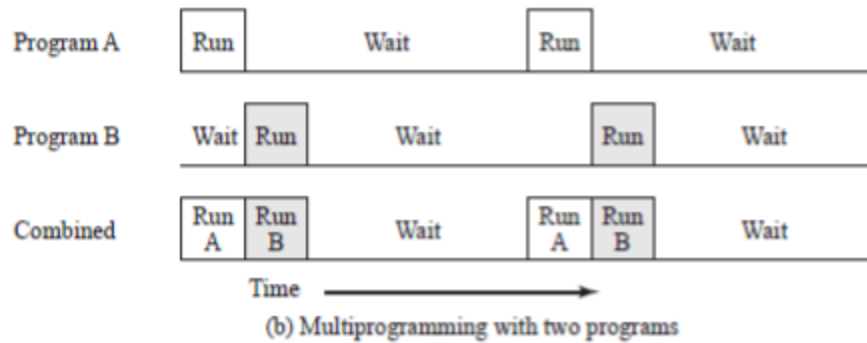 Program A Run Wait Run Wait
Program B Wait Run Wait Run Wait
Combined Run A Run B Wait Run A Run B Wait
Time
(b) Multiprogramming with two programs